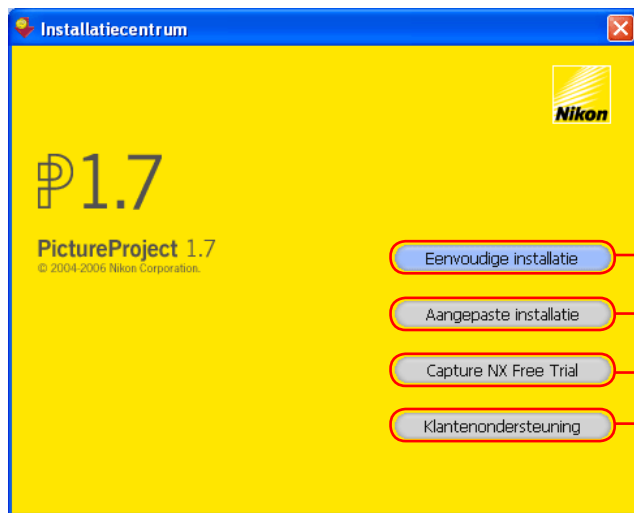 Installatiecentrum
Nikon
P1.7
PictureProject 1.7
© 2004-2006 Nikon Corporation.
Eenvoudige installatie
Aangepaste installatie
Capture NX Free Trial
Klantenondersteuning